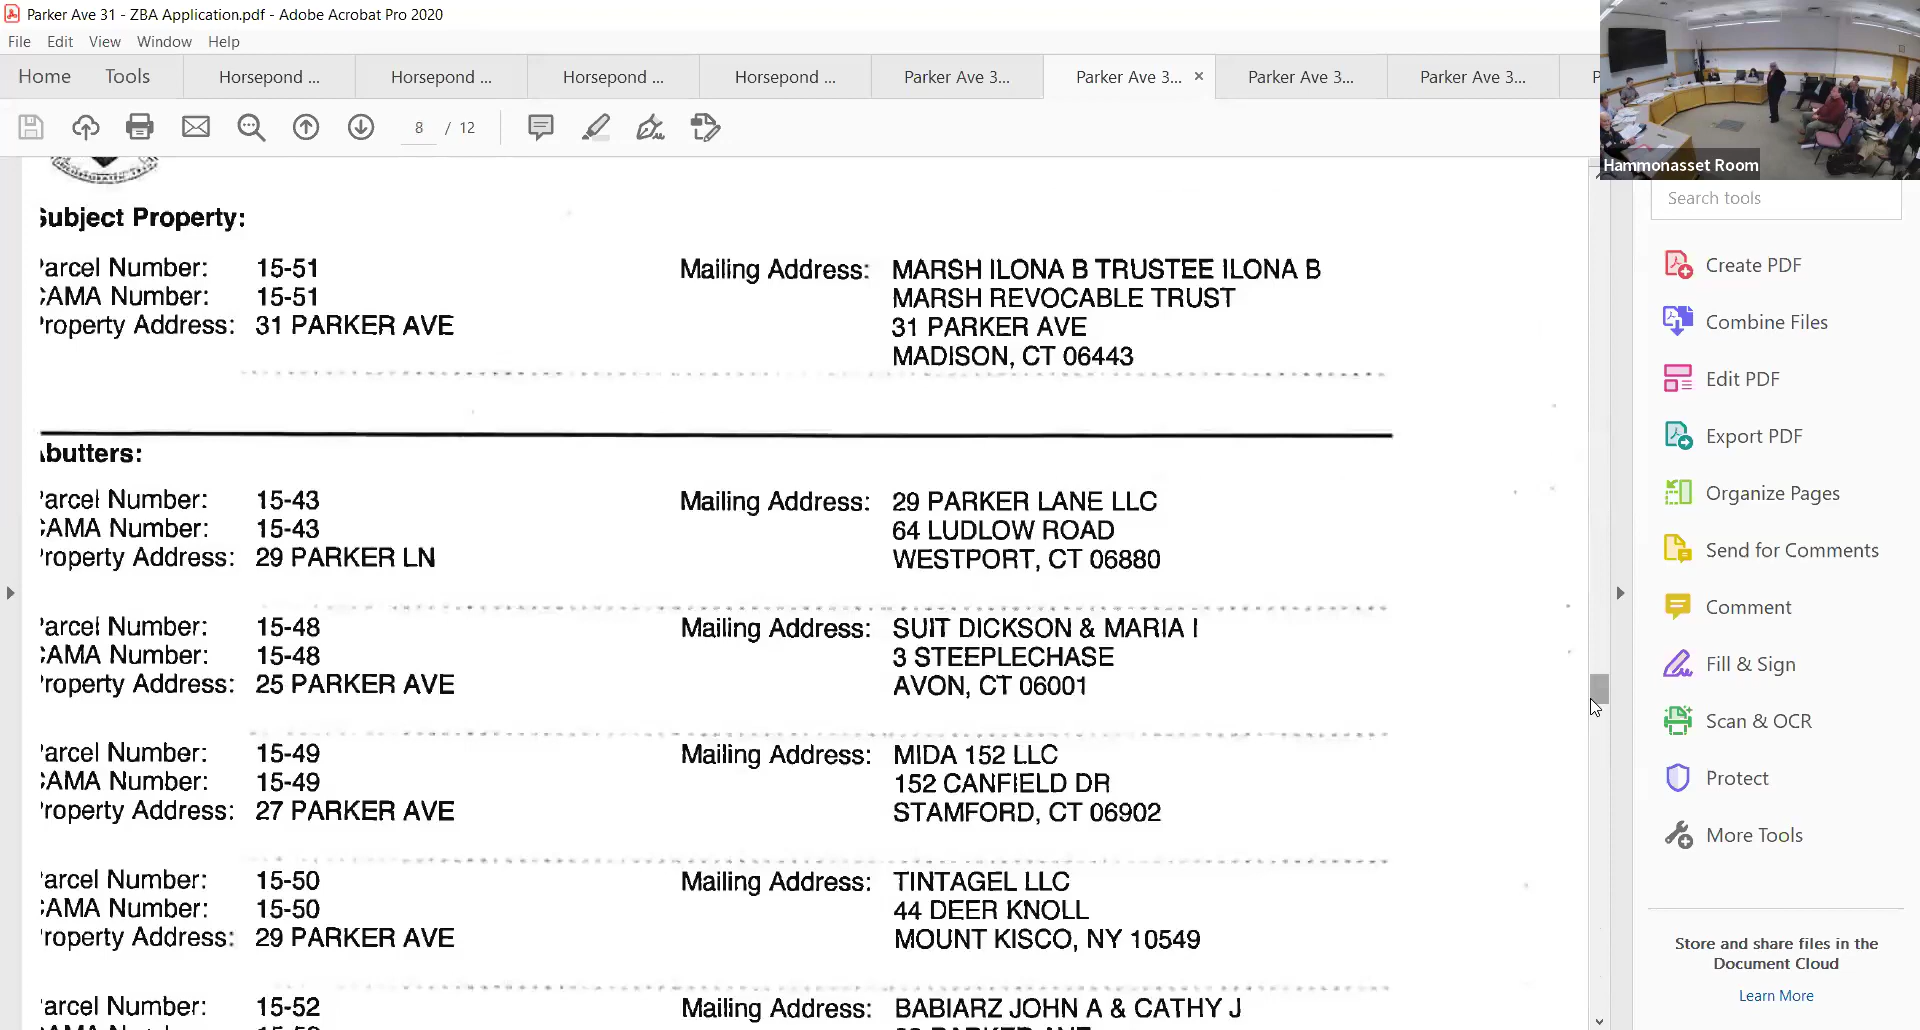 Parker Ave 31 - ZBA Application.pdf - Adobe Acrobat Pro 2020
File Edit View Window Help
Home Tools Horsepond ... Horsepond ... Horsepond ... Horsepond ... Parker Ave 3... Parker Ave 3... × Parker Ave 3... Parker Ave 3... P
8 / 12
Hammonasset Room
Subject Property:
Parcel Number: 15-51 Mailing Address: MARSH ILONA B TRUSTEE ILONA B
CAMA Number: 15-51 MARSH REVOCABLE TRUST
Property Address: 31 PARKER AVE 31 PARKER AVE
MADISON, CT 06443
Abutters:
Parcel Number: 15-43 Mailing Address: 29 PARKER LANE LLC
CAMA Number: 15-43 64 LUDLOW ROAD
Property Address: 29 PARKER LN WESTPORT, CT 06880
Parcel Number: 15-48 Mailing Address: SUIT DICKSON & MARIA I
CAMA Number: 15-48 3 STEEPLECHASE
Property Address: 25 PARKER AVE AVON, CT 06001
Parcel Number: 15-49 Mailing Address: MIDA 152 LLC
CAMA Number: 15-49 152 CANFIELD DR
Property Address: 27 PARKER AVE STAMFORD, CT 06902
Parcel Number: 15-50 Mailing Address: TINTAGEL LLC
CAMA Number: 15-50 44 DEER KNOLL
Property Address: 29 PARKER AVE MOUNT KISCO, NY 10549
Parcel Number: 15-52 Mailing Address: BABIARZ JOHN A & CATHY J
Search tools
Create PDF
Combine Files
Edit PDF
Export PDF
Organize Pages
Send for Comments
Comment
Fill & Sign
Scan & OCR
Protect
More Tools
Store and share files in the
Document Cloud
Learn More